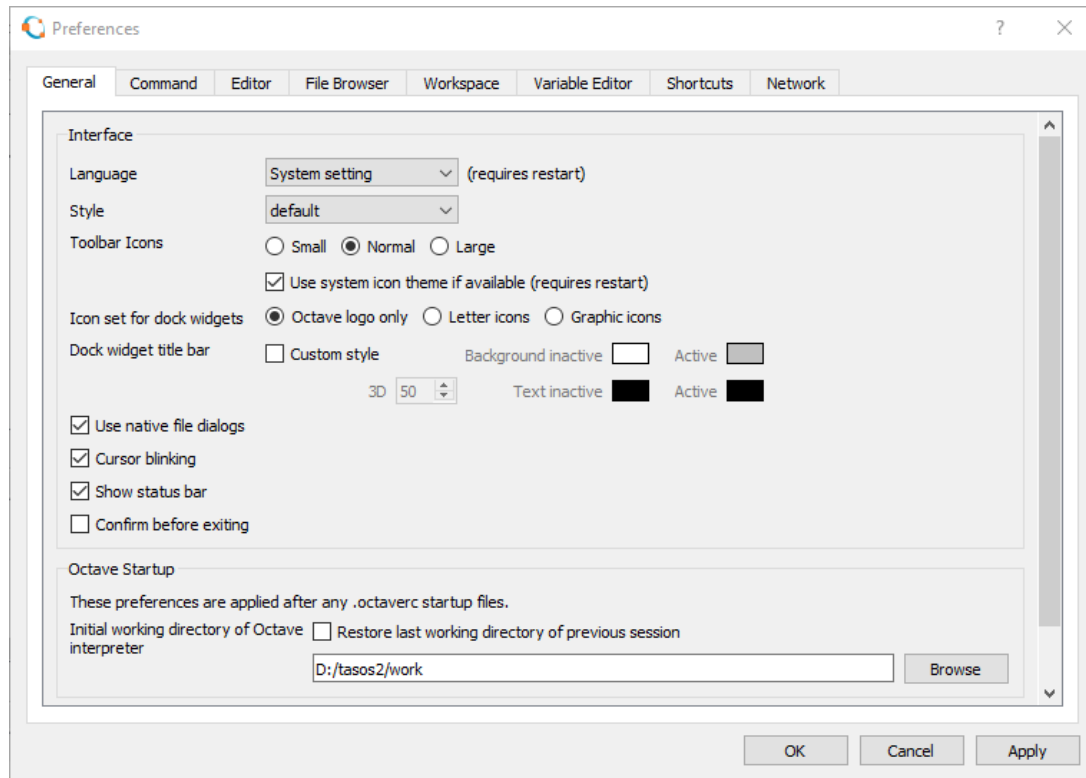 Preferences
General Command Editor File Browser Workspace Variable Editor Shortcuts Network
Interface
Language System setting (requires restart)
Style default
Toolbar Icons Small Normal Large
Use system icon theme if available (requires restart)
Icon set for dock widgets Octave logo only Letter icons Graphic icons
Dock widget title bar Custom style Background inactive Active
3D 50 Text inactive Active
Use native file dialogs
Cursor blinking
Show status bar
Confirm before exiting
Octave Startup
These preferences are applied after any .octaverc startup files.
Initial working directory of Octave Restore last working directory of previous session
interpreter
D:/tasos2/work Browse
OK Cancel Apply